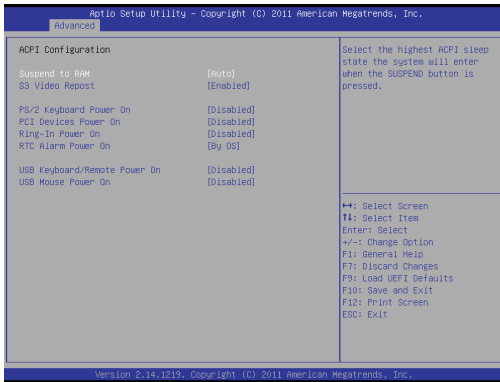 Aptio Setup Utility - Copyright (C) 2011 American Megatrends, Inc.
Advanced
ACPI Configuration
Suspend to RAM [Auto]
S3 Video Repost [Enabled]
PS/2 Keyboard Power On [Disabled]
PCI Devices Power On [Disabled]
Ring-In Power On [Disabled]
RTC Alarm Power On [By OS]
USB Keyboard/Remote Power On [Disabled]
USB Mouse Power On [Disabled]
Select the highest ACPI sleep
state the system will enter
when the SUSPEND button is
pressed.
↔: Select Screen
↑↓: Select Item
Enter: Select
+/-: Change Option
F1: General Help
F7: Discard Changes
F9: Load UEFI Defaults
F10: Save and Exit
F12: Print Screen
ESC: Exit
Version 2.14.1219. Copyright (C) 2011 American Megatrends, Inc.